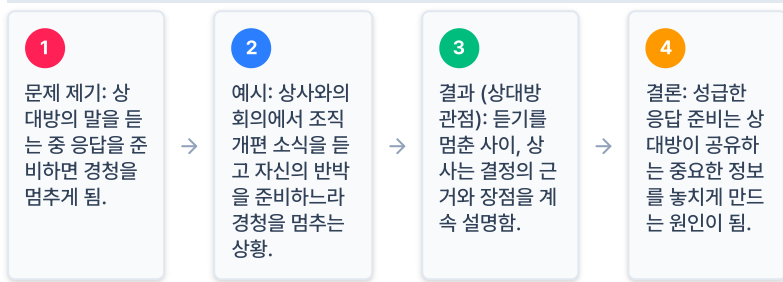 1
문제 제기: 상
대방의 말을 듣
는 중 응답을 준
비하면 경청을
멈추게 됨.
2
예시: 상사와의
회의에서 조직
개편 소식을 듣
고 자신의 반박
을 준비하느라
경청을 멈추는
상황.
3
결과 (상대방
관점): 듣기를
멈춘 사이, 상
사는 결정의 근
거와 장점을 계
속 설명함.
4
결론: 성급한
응답 준비는 상
대방이 공유하
는 중요한 정보
를 놓치게 만드
는 원인이 됨.